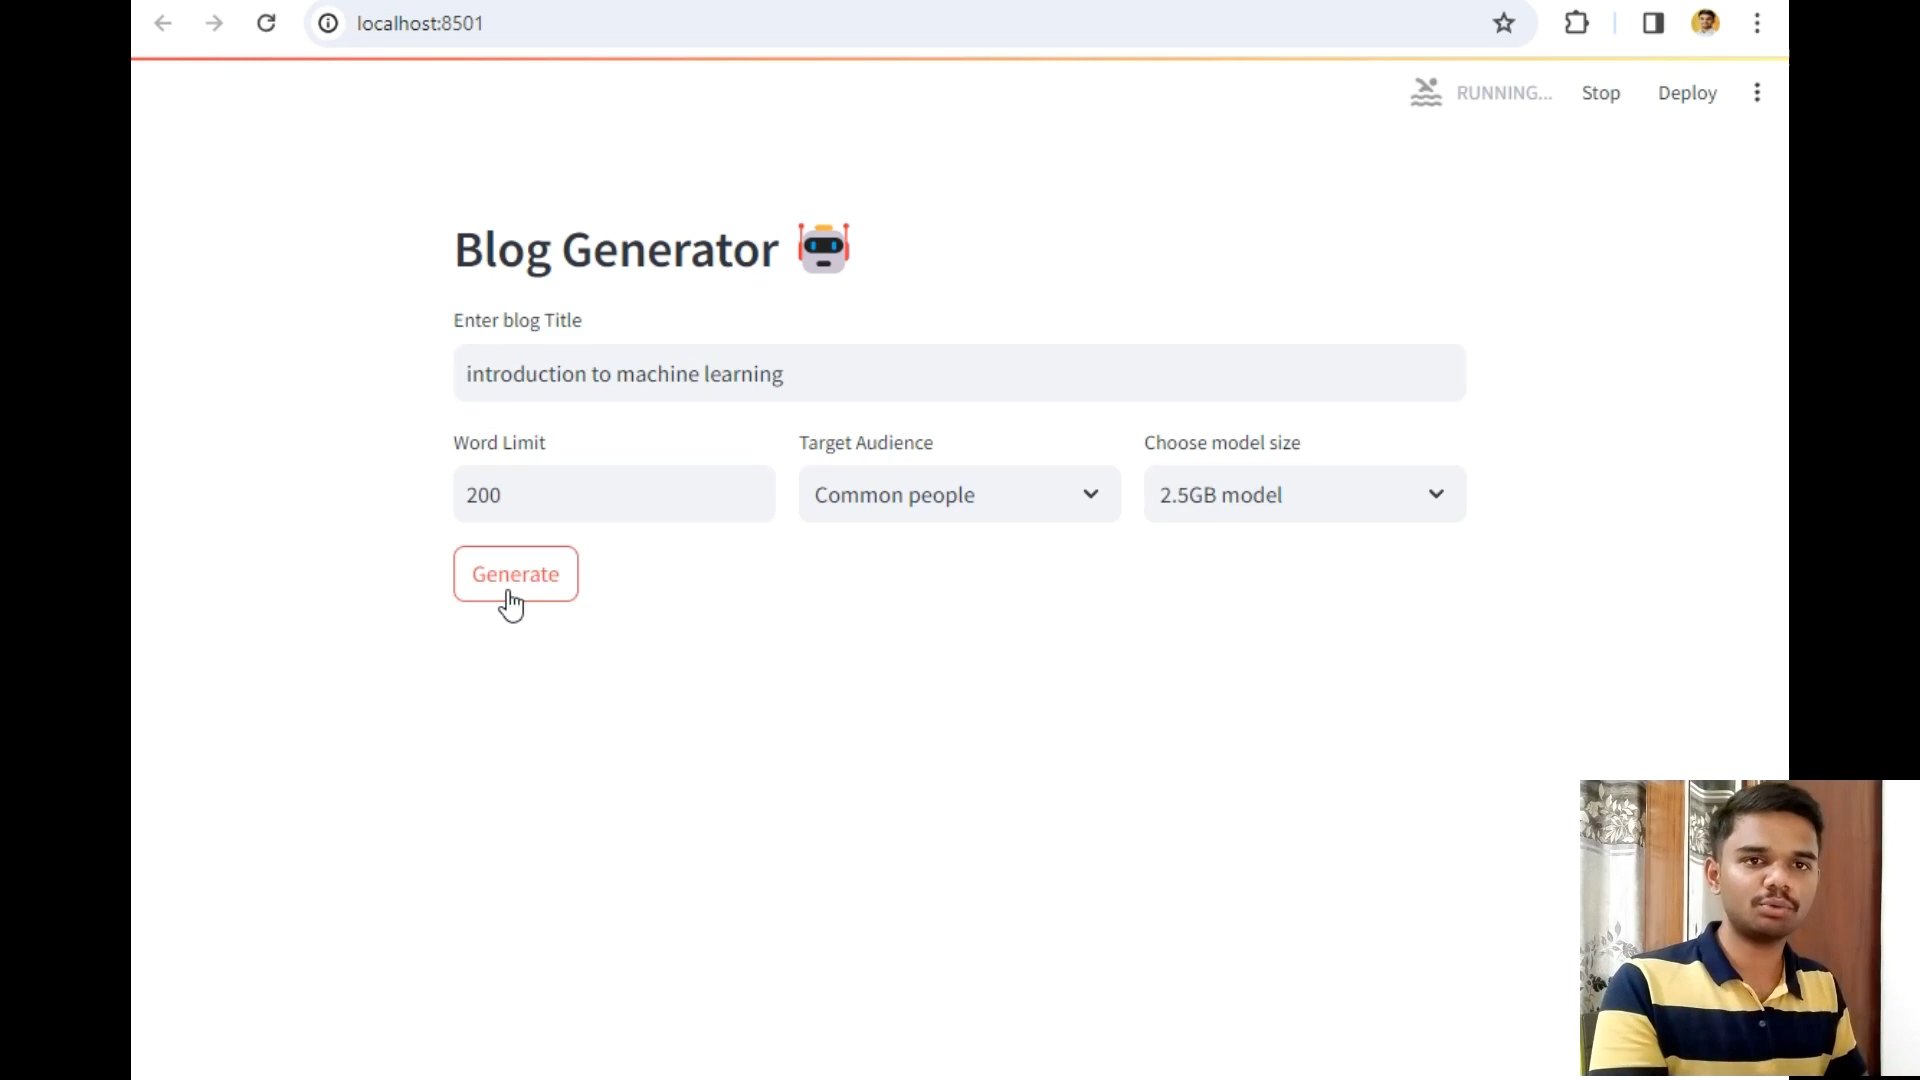 localhost:8501
RUNNING... Stop Deploy
Blog Generator
Enter blog Title
introduction to machine learning
Word Limit Target Audience Choose model size
200 Common people 2.5GB model
Generate